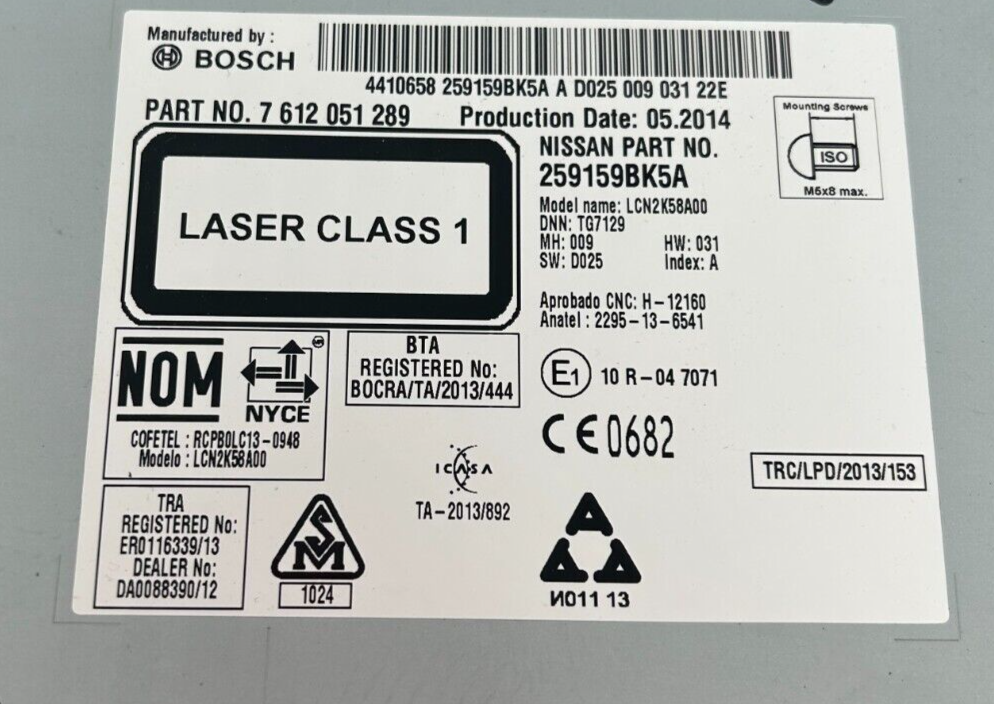 Manufactured by :
BOSCH
4410658 259159BK5A A D025 009 031 22E
PART NO. 7 612 051 289
Production Date: 05.2014
LASER CLASS 1
NISSAN PART NO.
259159BK5A
Model name: LCN2K58A00
DNN: TG7129
MH: 009 HW: 031
SW: D025 Index: A
Aprobado CNC: H-12160
Anatel : 2295-13-6541
Mounting Screws
ISO
M5x8 max.
NOM
NYCE
COFETEL : RCPBOLC13-0948
Modelo : LCN2K58A00
BTA
REGISTERED No:
BOCRA/TA/2013/444
E1 10 R-04 7071
CE0682
ICASA
TA-2013/892
TRC/LPD/2013/153
TRA
REGISTERED No:
ER0116339/13
DEALER No:
DA0088390/12
SM
1024
И011 13